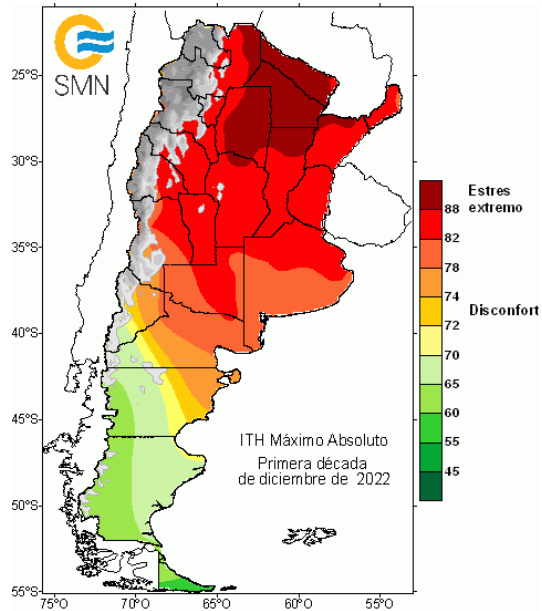 SMN
25°S
30°S
35°S
40°S
45°S
50°S
55°S
75°O
70°O
65°O
60°O
55°O
88
82
78
74
72
70
65
60
55
45
Estres
extremo
Disconfort
ITH Máximo Absoluto
Primera década
de diciembre de 2022